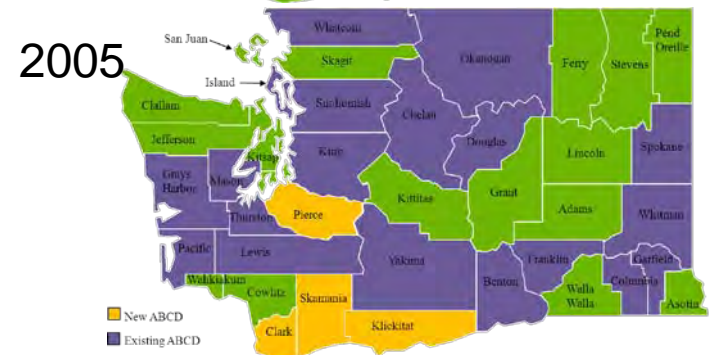 2005
San Juan
Island
Whatcom
Skagit
Snohomish
King
Okanogan
Chelan
Douglas
Ferry
Stevens
Pend
Oreille
Clallam
Jefferson
Kitsap
Grays
Harbor
Mason
Thurston
Pierce
Kittitas
Grant
Lincoln
Spokane
Adams
Whitman
Pacific
Lewis
Yakima
Benton
Franklin
Garfield
Columbia
Walla
Walla
Asotin
Wahkiakum
Cowlitz
Skamania
Clark
Klickitat
New ABCD
Existing ABCD